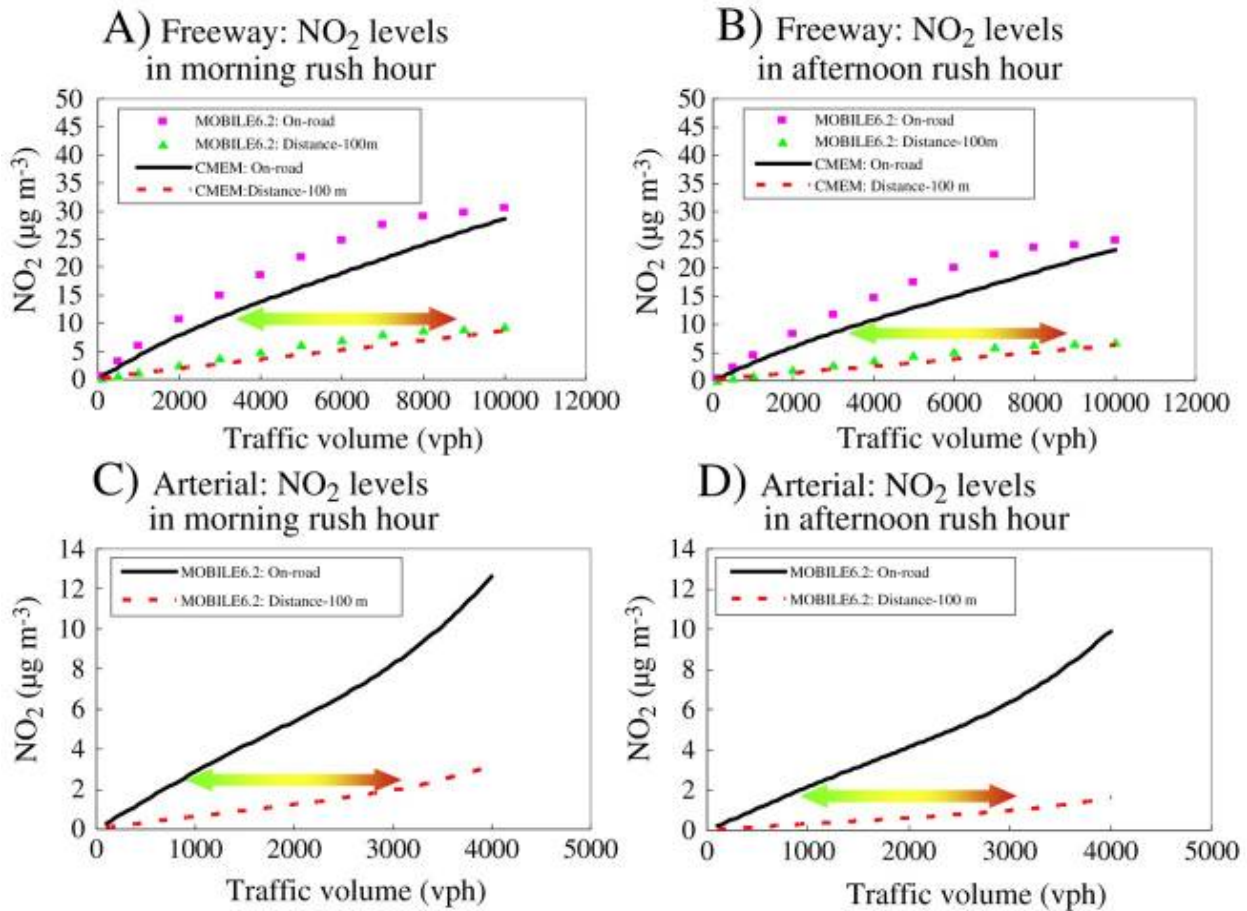 A) Freeway: NO2 levels
in morning rush hour
50
45
40
35
30
25
20
15
10
5
0
NO2 (µg m-3)
MOBILE6.2: On-road
MOBILE6.2: Distance-100m
CMEM: On-road
CMEM:Distance-100 m
0 2000 4000 6000 8000 10000 12000
Traffic volume (vph)
B) Freeway: NO2 levels
in afternoon rush hour
50
45
40
35
30
25
20
15
10
5
0
NO2 (µg m-3)
MOBILE6.2: On-road
MOBILE6.2: Distance-100m
CMEM: On-road
CMEM: Distance-100 m
0 2000 4000 6000 8000 10000 12000
Traffic volume (vph)
C) Arterial: NO2 levels
in morning rush hour
14
12
10
8
6
4
2
0
NO2 (µg m-3)
MOBILE6.2: On-road
MOBILE6.2: Distance-100 m
0 1000 2000 3000 4000 5000
Traffic volume (vph)
D) Arterial: NO2 levels
in afternoon rush hour
14
12
10
8
6
4
2
0
NO2 (µg m-3)
MOBILE6.2: On-road
MOBILE6.2: Distance-100 m
0 1000 2000 3000 4000 5000
Traffic volume (vph)